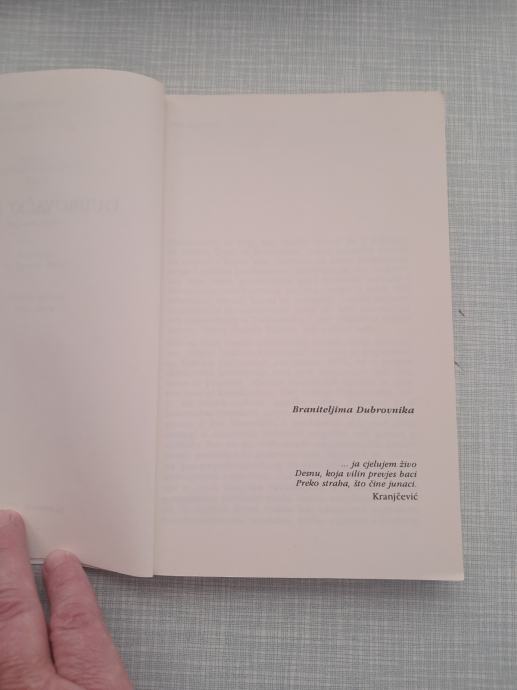 Braniteljima Dubrovnika
... ja cjelujem živo
Desnu, koja vilin prevjes baci
Preko straha, što čine junaci.
Kranjčević